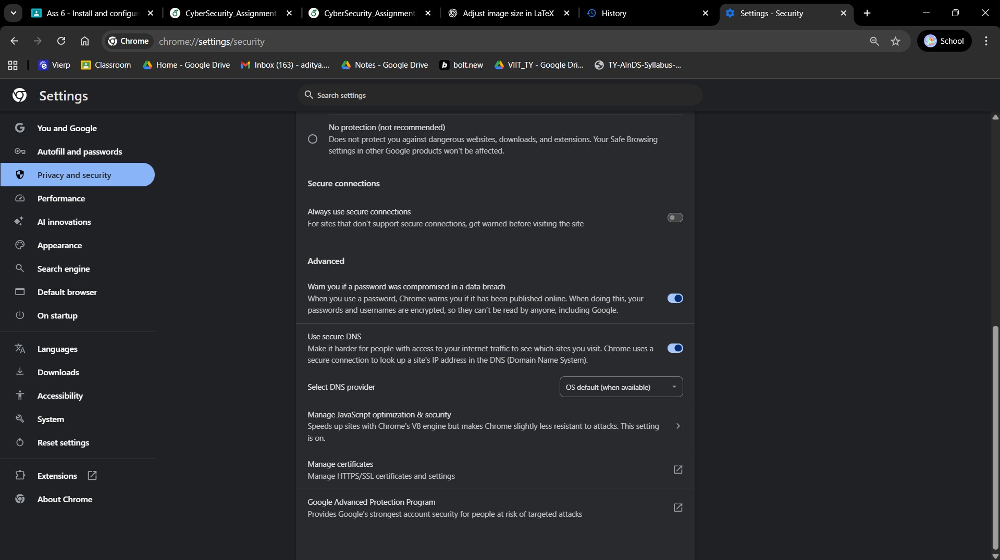 Ass 6 - Install and configur
CyberSecurity_Assignment
CyberSecurity_Assignment
Adjust image size in LaTeX
History
Settings - Security
Chrome
chrome://settings/security
School
Vierp
Classroom
Home - Google Drive
Inbox (163) - aditya....
Notes - Google Drive
b bolt.new
VIIT_TY - Google Dri...
TY-AInDS-Syllabus-...
Settings
Search settings
You and Google
Autofill and passwords
Privacy and security
Performance
AI innovations
Appearance
Search engine
Default browser
On startup
Languages
Downloads
Accessibility
System
Reset settings
Extensions
About Chrome
No protection (not recommended)
Does not protect you against dangerous websites, downloads, and extensions. Your Safe Browsing
settings in other Google products won't be affected.
Secure connections
Always use secure connections
For sites that don't support secure connections, get warned before visiting the site
Advanced
Warn you if a password was compromised in a data breach
When you use a password, Chrome warns you if it has been published online. When doing this, your
passwords and usernames are encrypted, so they can't be read by anyone, including Google.
Use secure DNS
Make it harder for people with access to your internet traffic to see which sites you visit. Chrome uses a
secure connection to look up a site's IP address in the DNS (Domain Name System).
Select DNS provider
OS default (when available)
Manage JavaScript optimization & security
Speeds up sites with Chrome's V8 engine but makes Chrome slightly less resistant to attacks. This setting
is on.
Manage certificates
Manage HTTPS/SSL certificates and settings
Google Advanced Protection Program
Provides Google's strongest account security for people at risk of targeted attacks